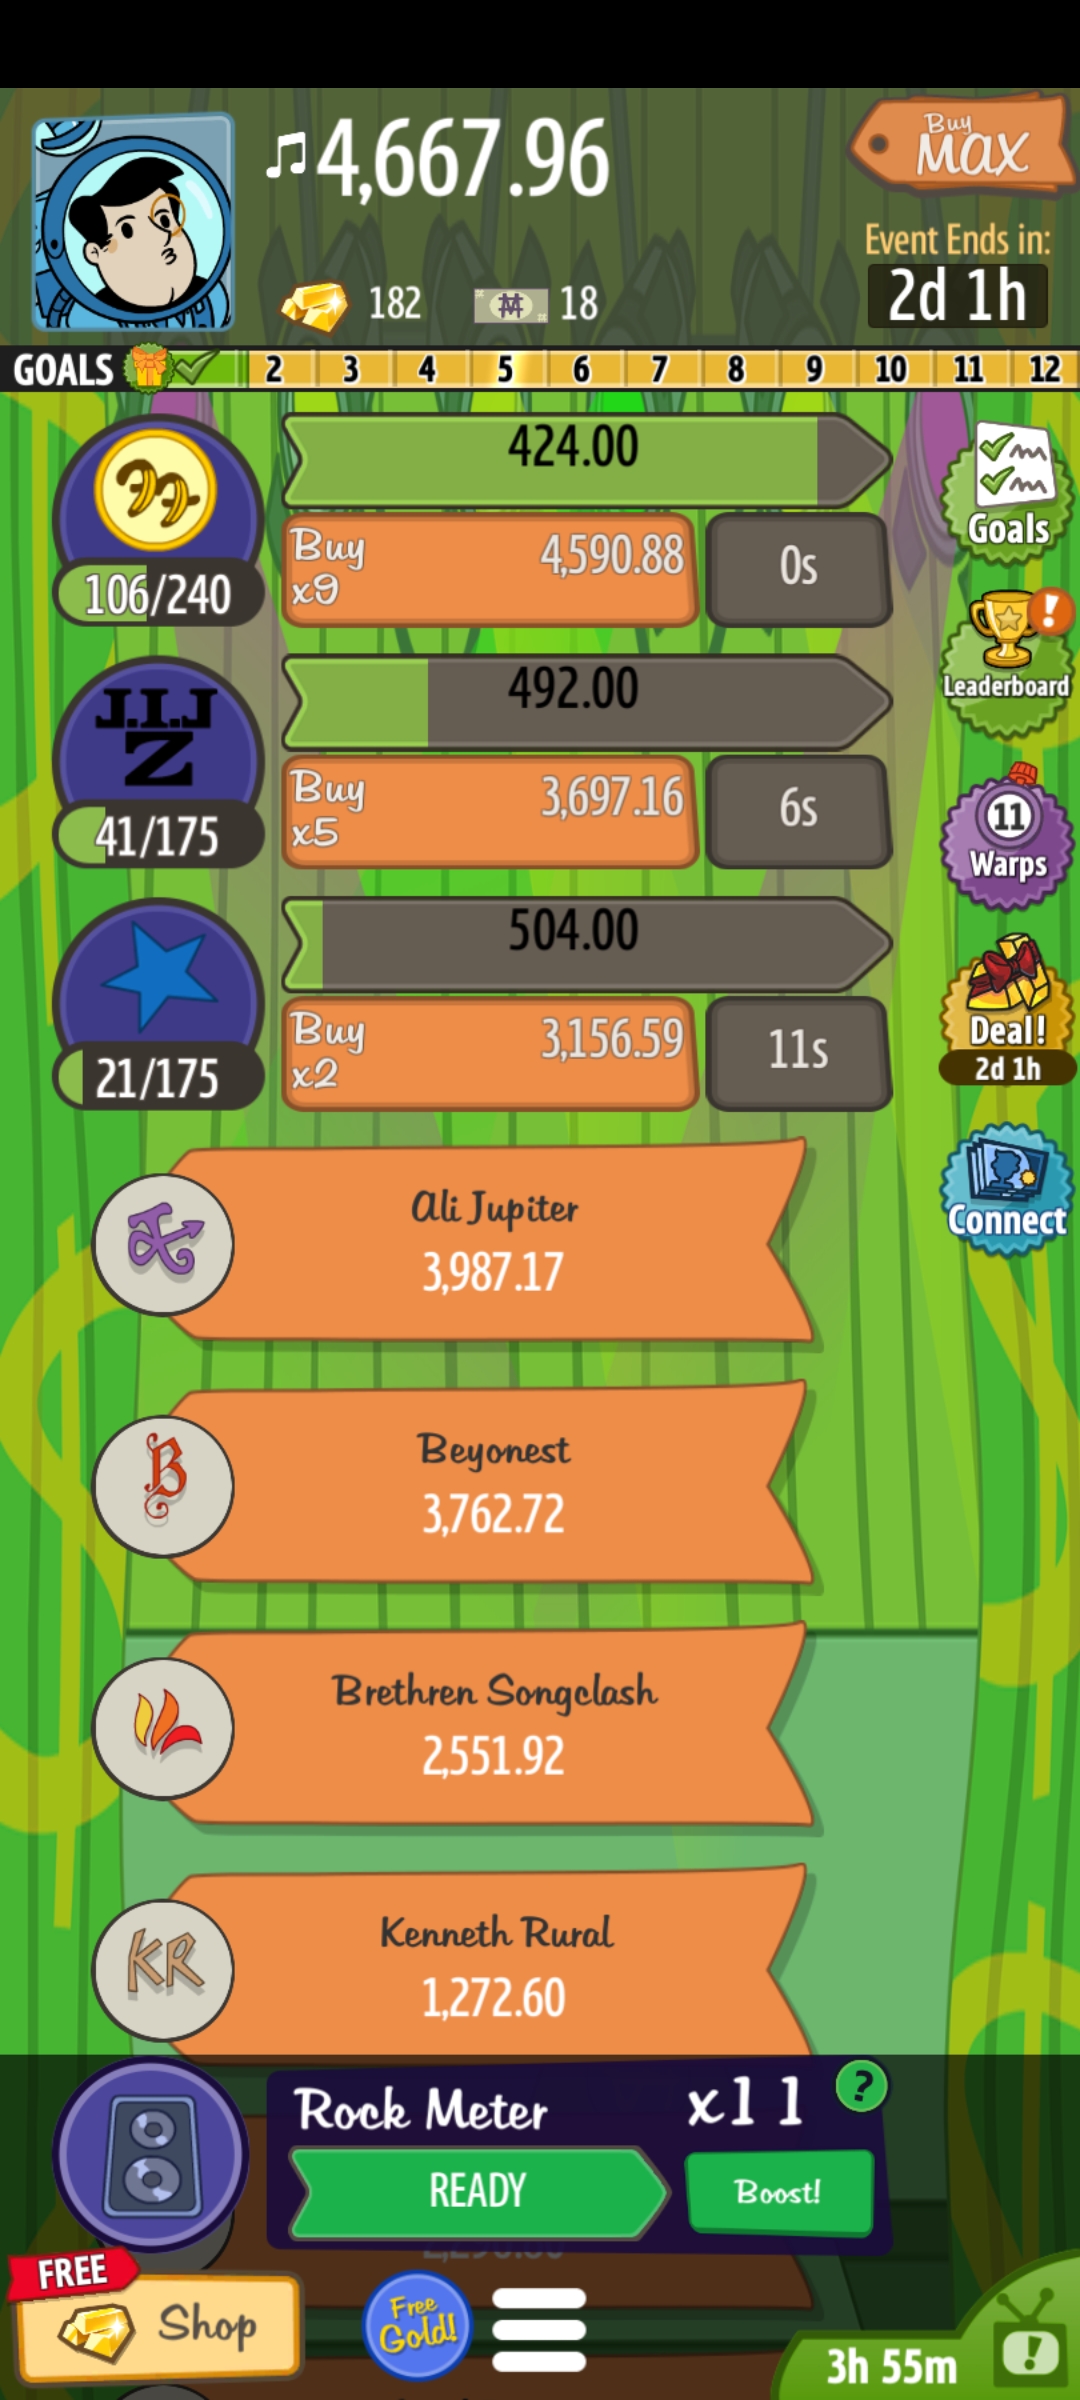 ♫4,667.96
Buy
MAX
182
18
Event Ends in:
2d 1h
GOALS 2 3 4 5 6 7 8 9 10 11 12
424.00
Buy
x9
4,590.88
0s
106/240
Goals
Leaderboard
J.I.J
Z
492.00
Buy
x5
3,697.16
6s
41/175
11
Warps
504.00
Buy
x2
3,156.59
11s
21/175
Deal!
2d 1h
Connect
Ali Jupiter
3,987.17
B
Beyonest
3,762.72
Brethren Songclash
2,551.92
KR
Kenneth Rural
1,272.60
Rock Meter
x11
?
READY
Boost!
FREE
Shop
Free
Gold!
3h 55m
!